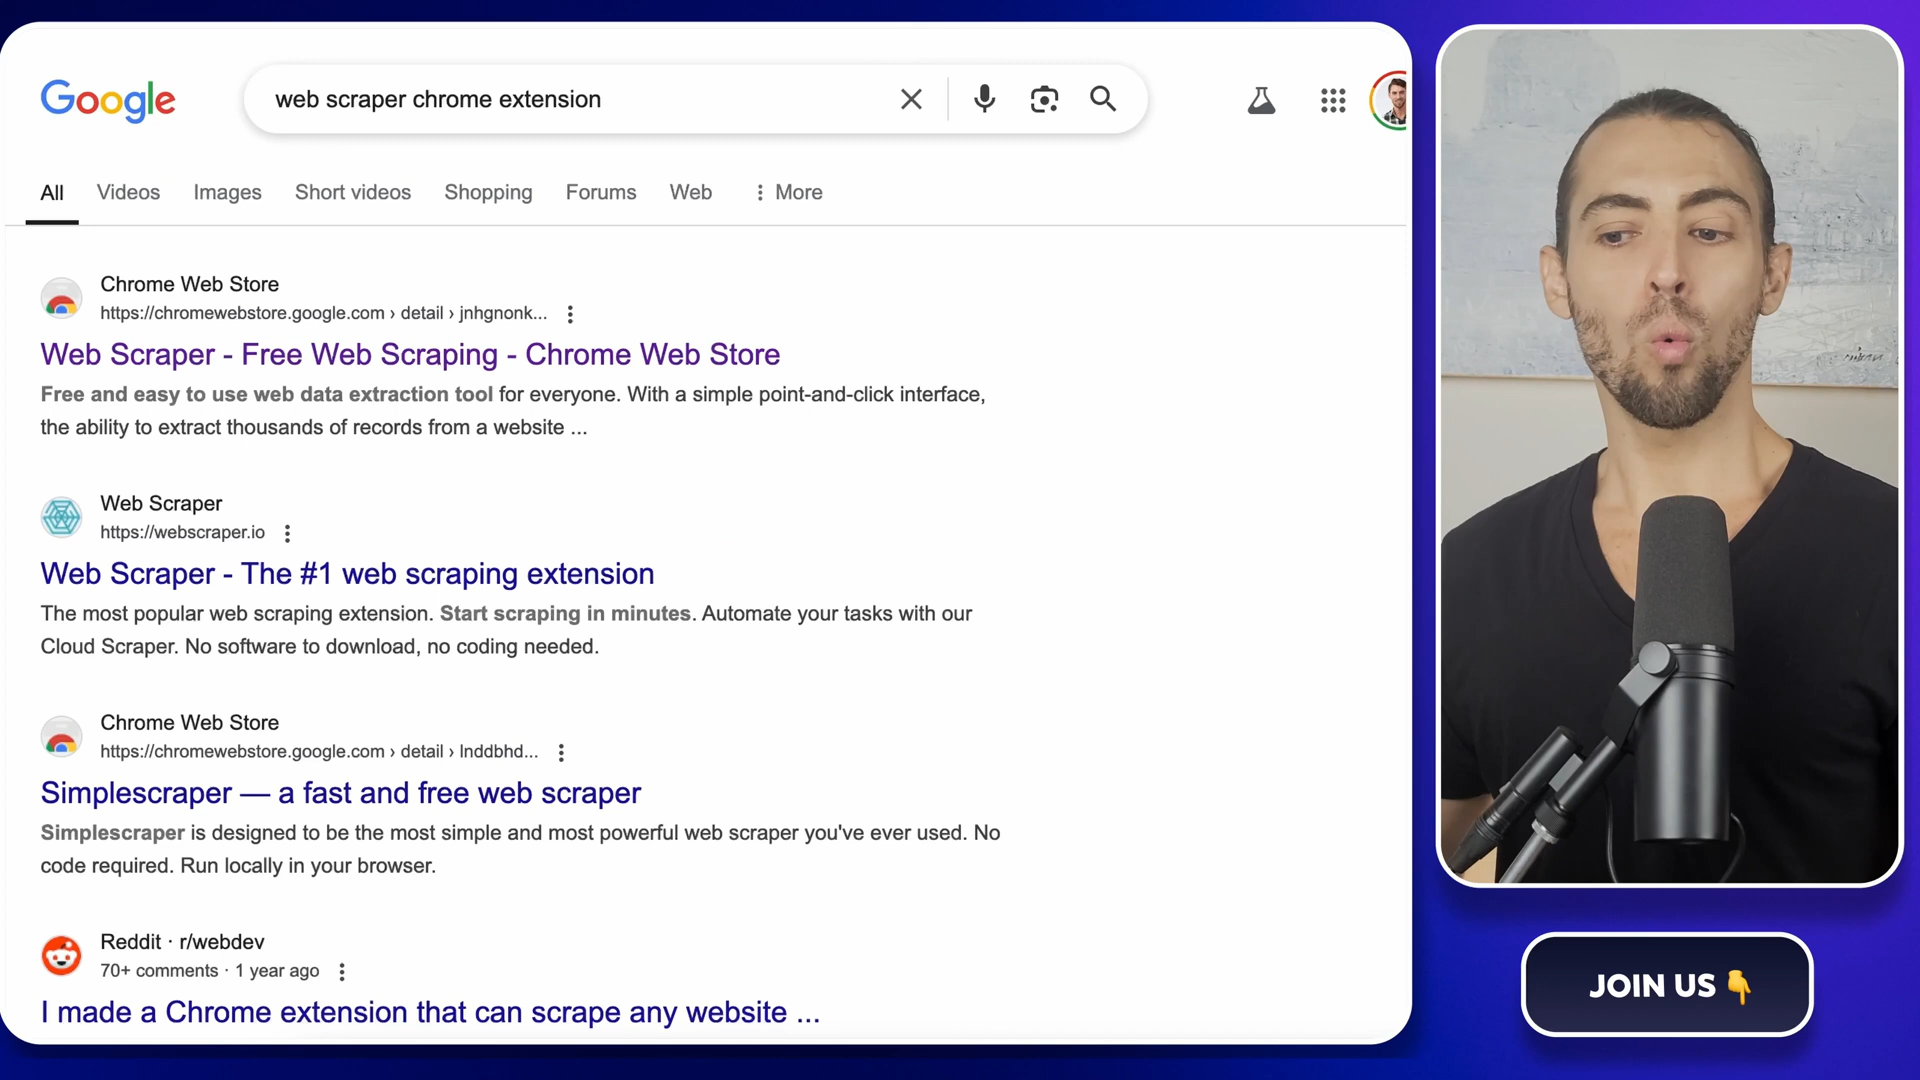 Google
web scraper chrome extension
All Videos Images Short videos Shopping Forums Web More
Chrome Web Store
https://chromewebstore.google.com › detail › jnhgnonk...
Web Scraper - Free Web Scraping - Chrome Web Store
Free and easy to use web data extraction tool for everyone. With a simple point-and-click interface,
the ability to extract thousands of records from a website ...
Web Scraper
https://webscraper.io
Web Scraper - The #1 web scraping extension
The most popular web scraping extension. Start scraping in minutes. Automate your tasks with our
Cloud Scraper. No software to download, no coding needed.
Chrome Web Store
https://chromewebstore.google.com › detail › lnddbhd...
Simplescraper — a fast and free web scraper
Simplescraper is designed to be the most simple and most powerful web scraper you've ever used. No
code required. Run locally in your browser.
Reddit · r/webdev
70+ comments · 1 year ago
I made a Chrome extension that can scrape any website ...
JOIN US 👇